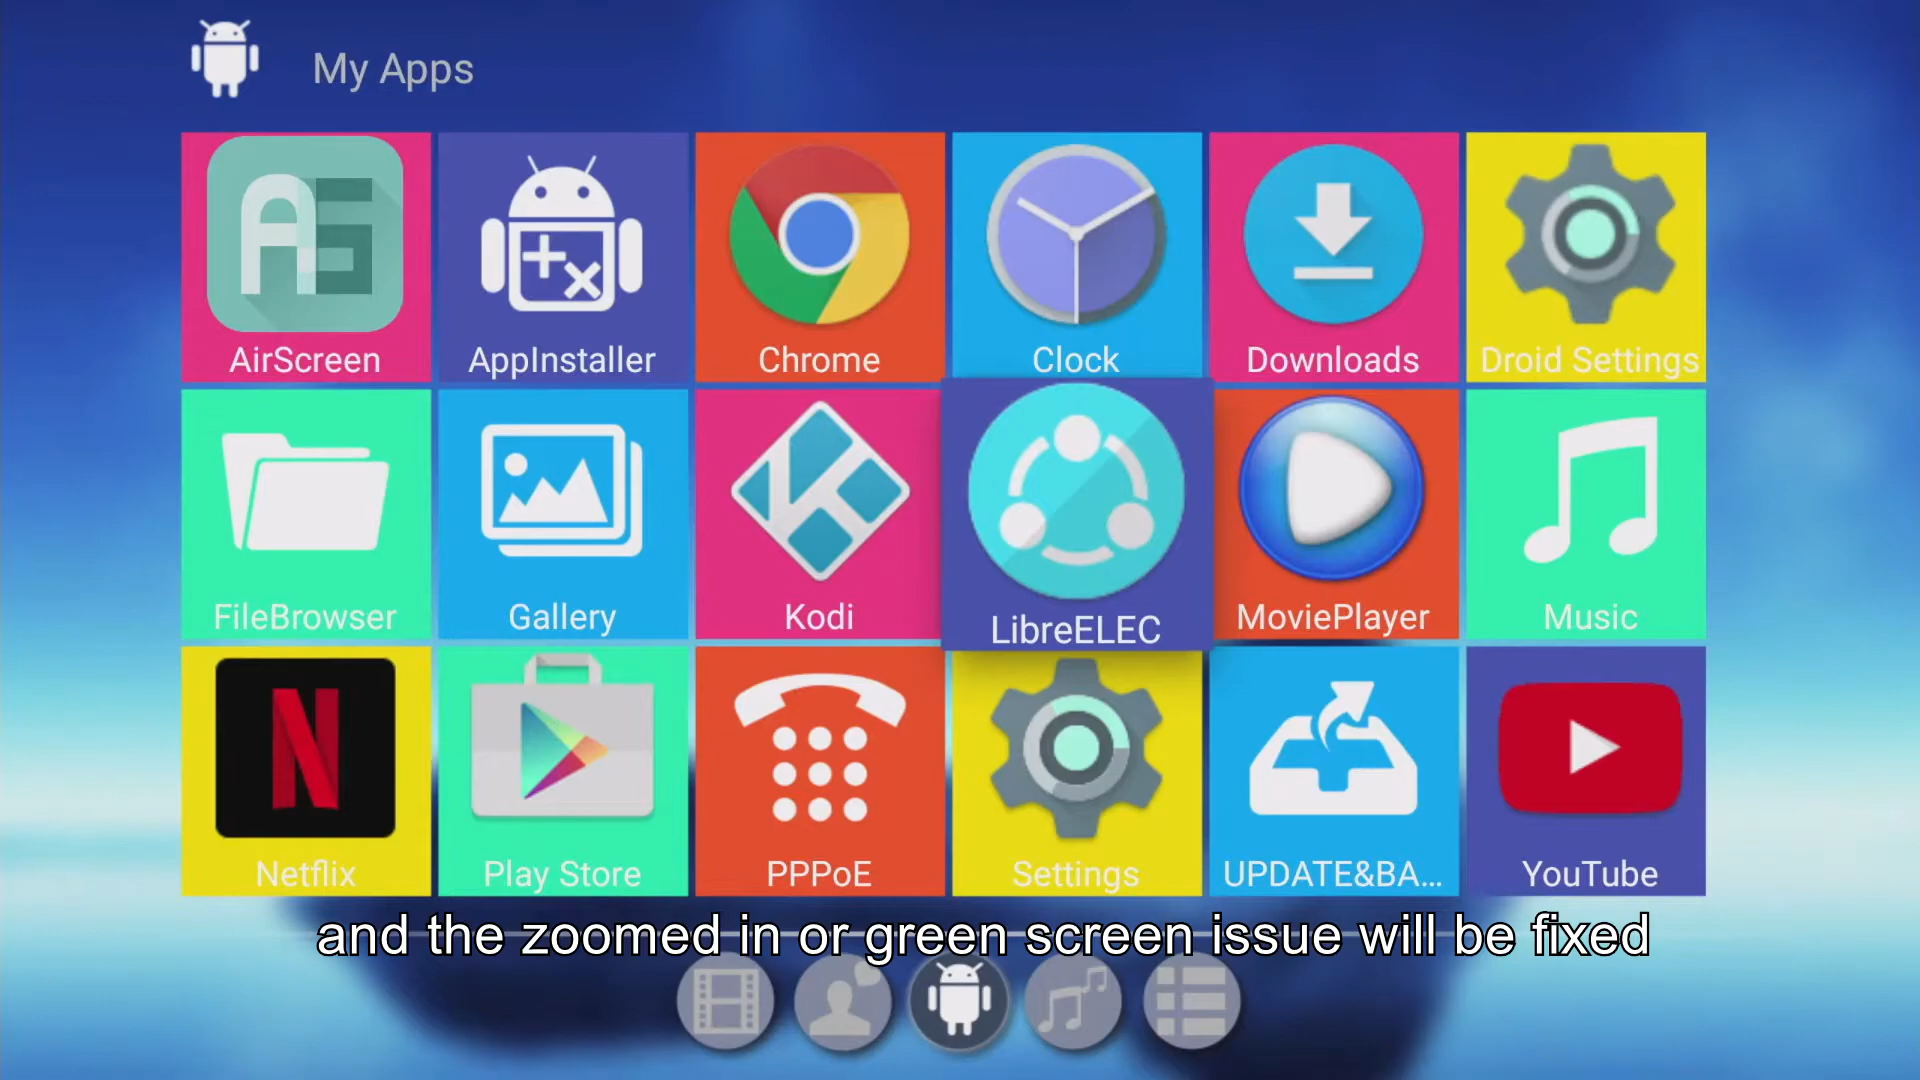 My Apps
AirScreen
AppInstaller
Chrome
Clock
Downloads
Droid Settings
FileBrowser
Gallery
Kodi
LibreELEC
MoviePlayer
Music
Netflix
Play Store
PPPoE
Settings
UPDATE&BA...
YouTube
and the zoomed in or green screen issue will be fixed